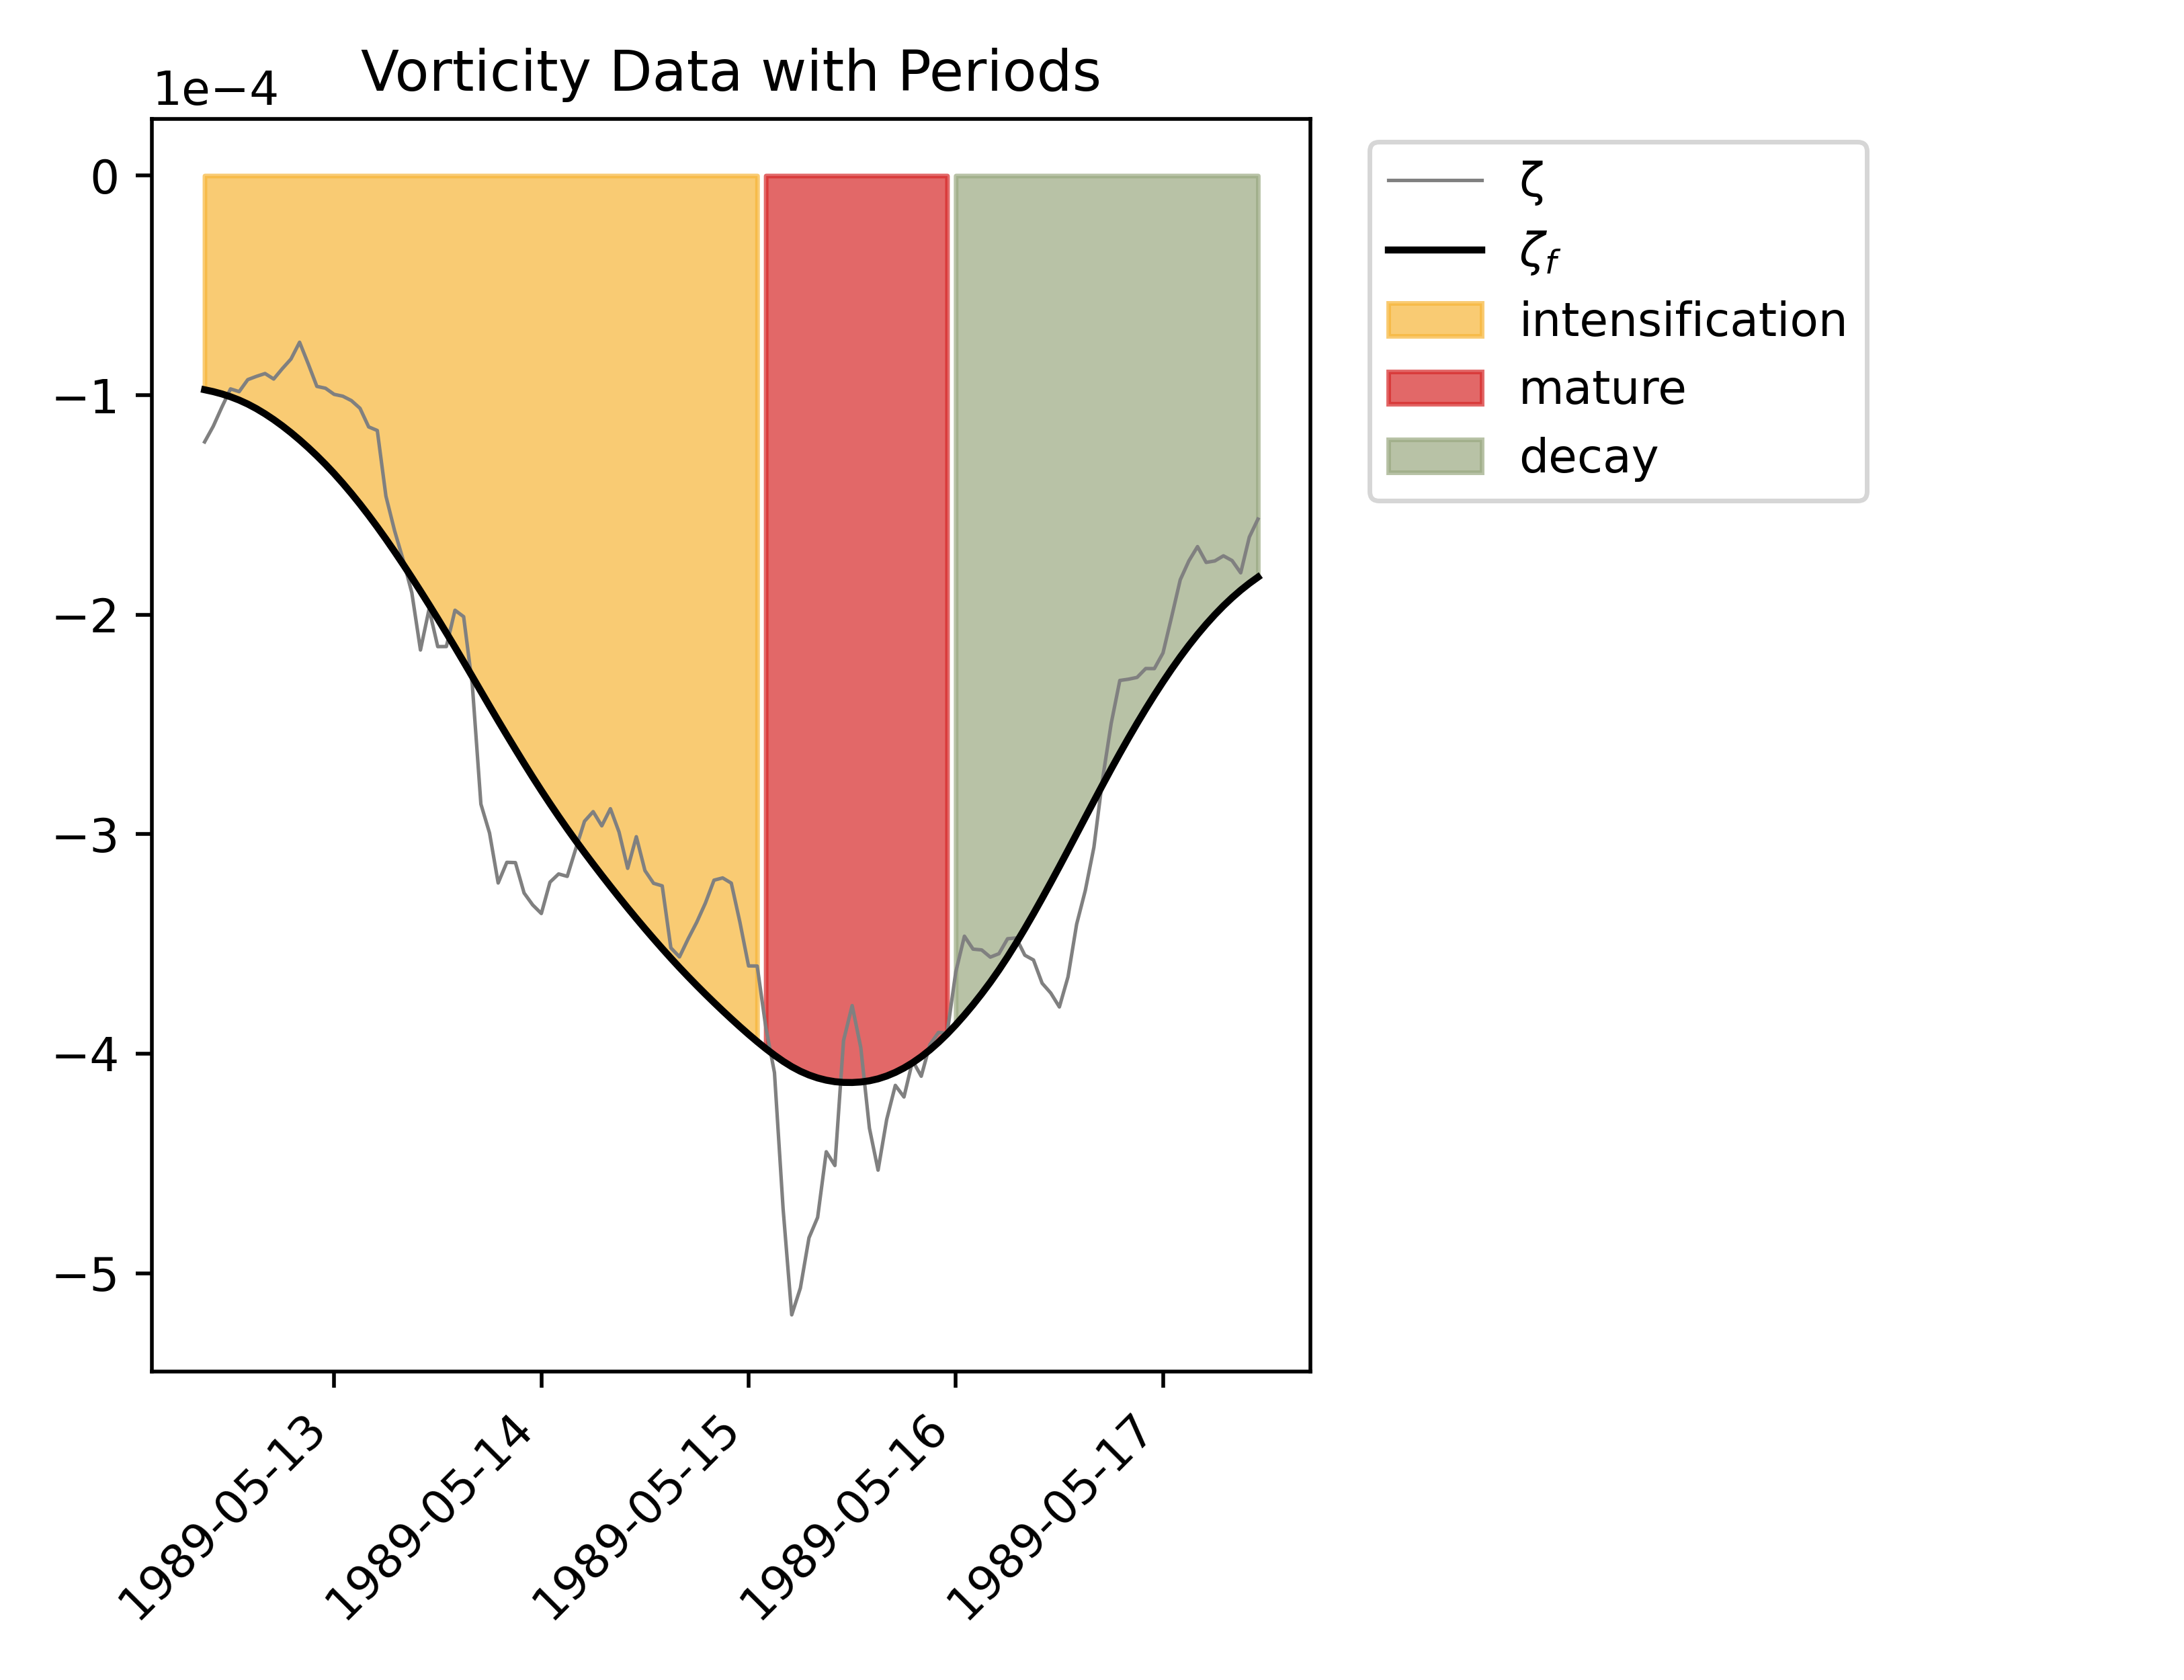 Vorticity Data with Periods
1e−4
0
−1
−2
−3
−4
−5
1989-05-13
1989-05-14
1989-05-15
1989-05-16
1989-05-17
ζ
ζf
intensification
mature
decay